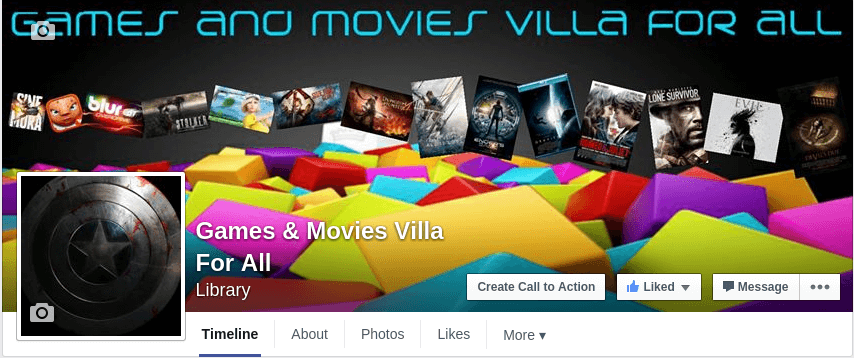 GAMES AND MOVIES VILLA FOR ALL
SINE MORA
blur
STALKER
LONE SURVIVOR
EVIL
Games & Movies Villa
For All
Library
Create Call to Action
Liked
Message
Timeline
About
Photos
Likes
More